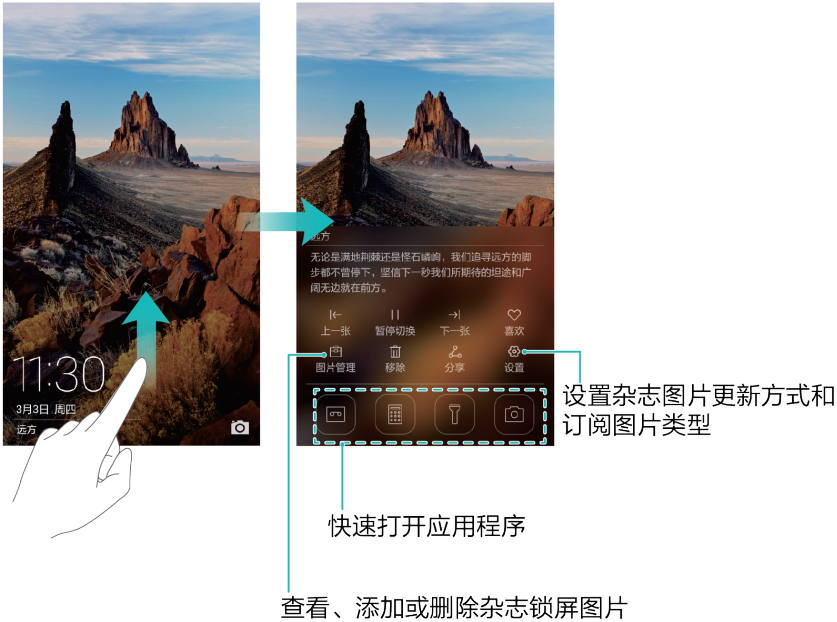 11:30
3月3日 周四
远方
远方
无论是满地荆棘还是怪石嶙峋，我们追寻远方的脚
步都不曾停下，坚信下一秒我们所期待的坦途和广
阔无边就在前方。
上一张 暂停切换 下一张 喜欢
图片管理 移除 分享 设置
设置杂志图片更新方式和
订阅图片类型
快速打开应用程序
查看、添加或删除杂志锁屏图片